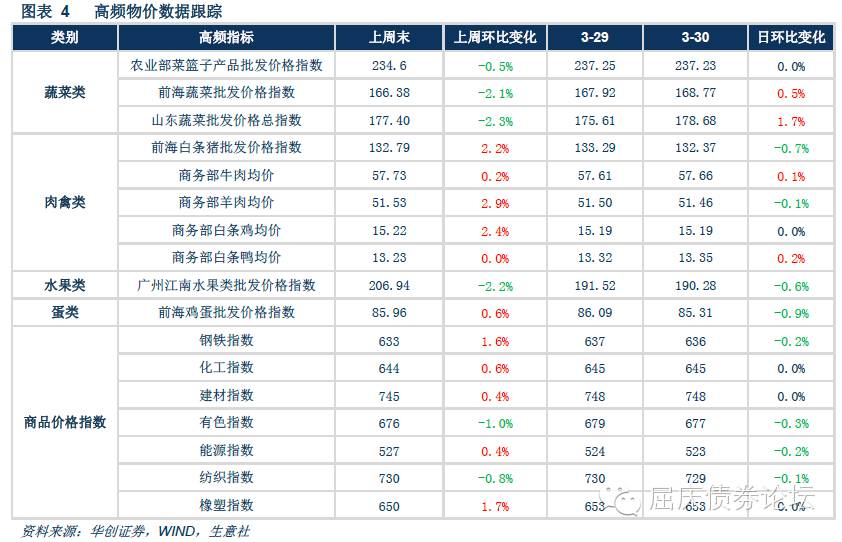 图表 4 高频物价数据跟踪
类别 高频指标 上周末 上周环比变化 3-29 3-30 日环比变化
蔬菜类 农业部菜篮子产品批发价格指数 234.6 -0.5% 237.25 237.23 0.0%
前海蔬菜批发价格指数 166.38 -2.1% 167.92 168.77 0.5%
山东蔬菜批发价格总指数 177.40 -2.3% 175.61 178.68 1.7%
肉禽类 前海白条猪批发价格指数 132.79 2.2% 133.29 132.37 -0.7%
商务部牛肉均价 57.73 0.2% 57.61 57.66 0.1%
商务部羊肉均价 51.53 2.9% 51.50 51.46 -0.1%
商务部白条鸡均价 15.22 2.4% 15.19 15.19 0.0%
商务部白条鸭均价 13.23 0.0% 13.32 13.35 0.2%
水果类 广州江南水果类批发价格指数 206.94 -2.2% 191.52 190.28 -0.6%
蛋类 前海鸡蛋批发价格指数 85.96 0.6% 86.09 85.31 -0.9%
商品价格指数 钢铁指数 633 1.6% 637 636 -0.2%
化工指数 644 0.6% 645 645 0.0%
建材指数 745 0.4% 748 748 0.0%
有色指数 676 -1.0% 679 677 -0.3%
能源指数 527 0.4% 524 523 -0.2%
纺织指数 730 -0.8% 730 729 -0.1%
橡塑指数 650 1.7% 653 653 0.0%
屈庆债券论坛
资料来源：华创证券，WIND，生意社